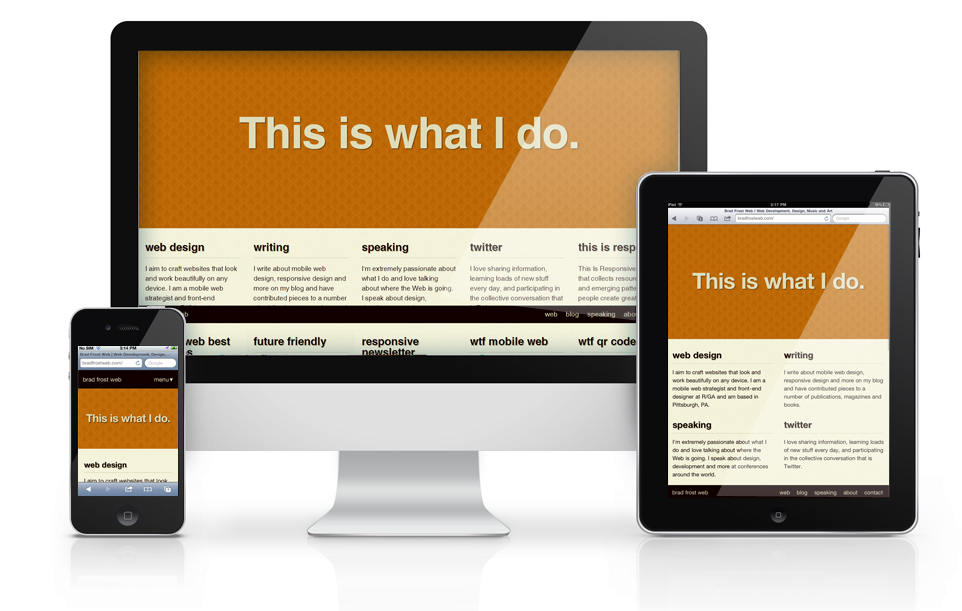 This is what I do.
web design
I aim to craft websites that look
and work beautifully on any
device. I am a mobile web
strategist and front-end
writing
I write about mobile web
design, responsive design and
more on my blog and have
contributed pieces to a number
speaking
I'm extremely passionate about
what I do and love talking
about where the Web is going.
I speak about design,
twitter
I love sharing information,
learning loads of new stuff
every day, and participating in
the collective conversation that
this is resp
This Is Responsive
that collects resour
and emerging patte
people create great
web blog speaking abou
web best
future friendly
responsive
newsletter
wtf mobile web
wtf qr code
No SIM 3:14 PM
Brad Frost Web | Web Development, Design,...
bradfrostweb.com/ Google
brad frost web menu▼
This is what I do.
web design
I aim to craft websites that look
iPad 3:17 PM
Brad Frost Web | Web Development, Design, Music and Art
bradfrostweb.com/ Google
This is what I do.
web design
I aim to craft websites that look and
work beautifully on any device. I am a
mobile web strategist and front-end
designer at R/GA and am based in
Pittsburgh, PA.
writing
I write about mobile web design,
responsive design and more on my blog
and have contributed pieces to a
number of publications, magazines and
books.
speaking
I'm extremely passionate about what I
do and love talking about where the
Web is going. I speak about design,
development and more at conferences
around the world.
twitter
I love sharing information, learning loads
of new stuff every day, and participating
in the collective conversation that is
Twitter.
brad frost web web blog speaking about contact